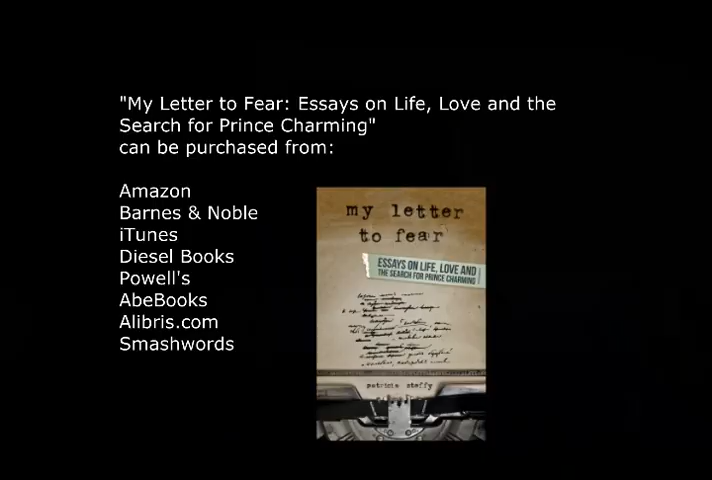 "My Letter to Fear: Essays on Life, Love and the
Search for Prince Charming"
can be purchased from:
Amazon
Barnes & Noble
iTunes
Diesel Books
Powell's
AbeBooks
Alibris.com
Smashwords
my letter
to fear
ESSAYS ON LIFE, LOVE AND
THE SEARCH FOR PRINCE CHARMING
steffy